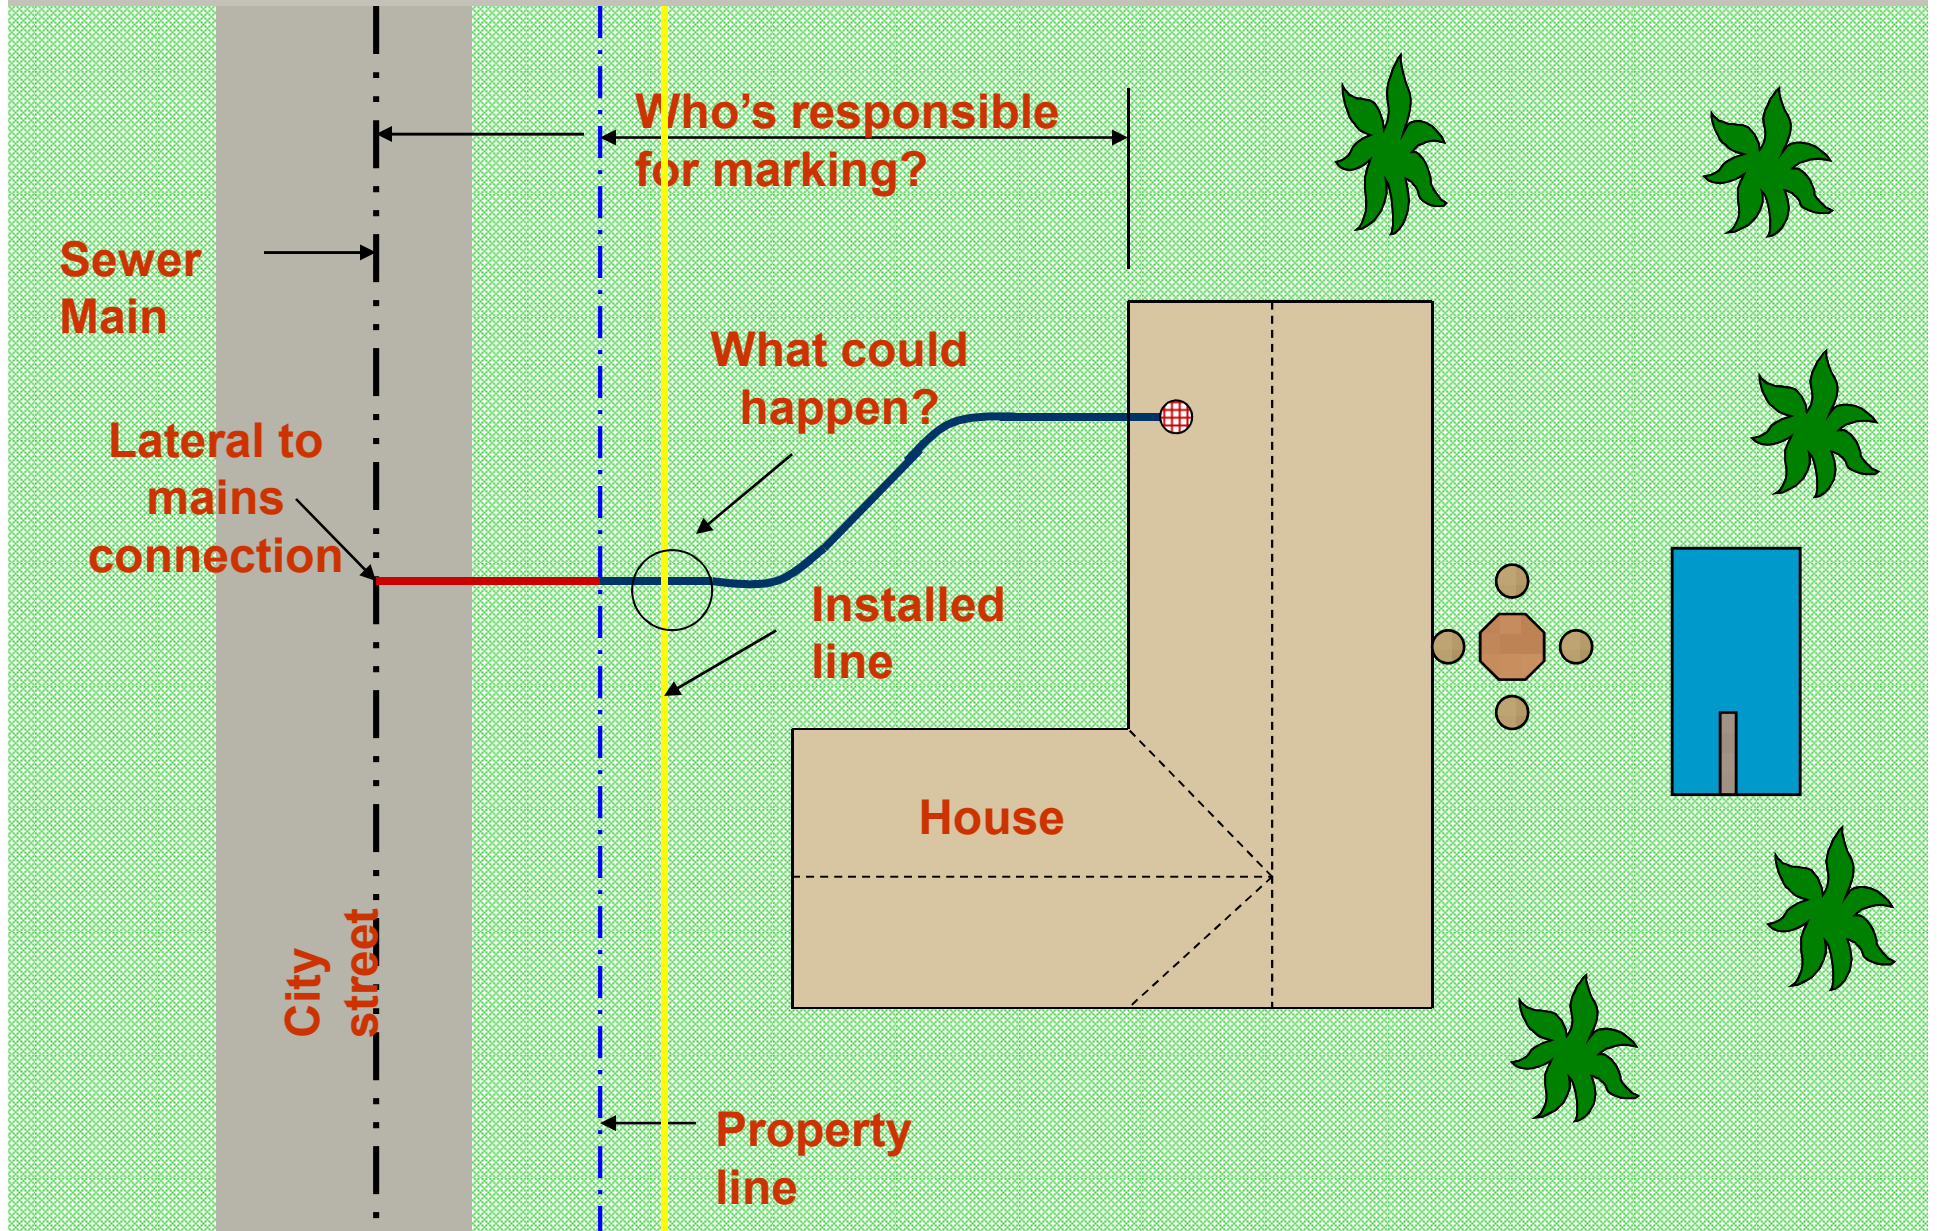 Who's responsible
for marking?
Sewer
Main
What could
happen?
Lateral to
mains
connection
Installed
line
House
City
street
Property
line